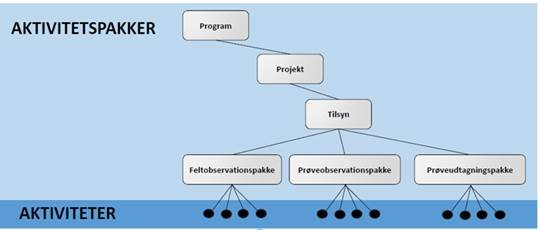 AKTIVITETSPAKKER
Program
Projekt
Tilsyn
Feltobservationspakke
Prøveobservationspakke
Prøveudtagningspakke
AKTIVITETER